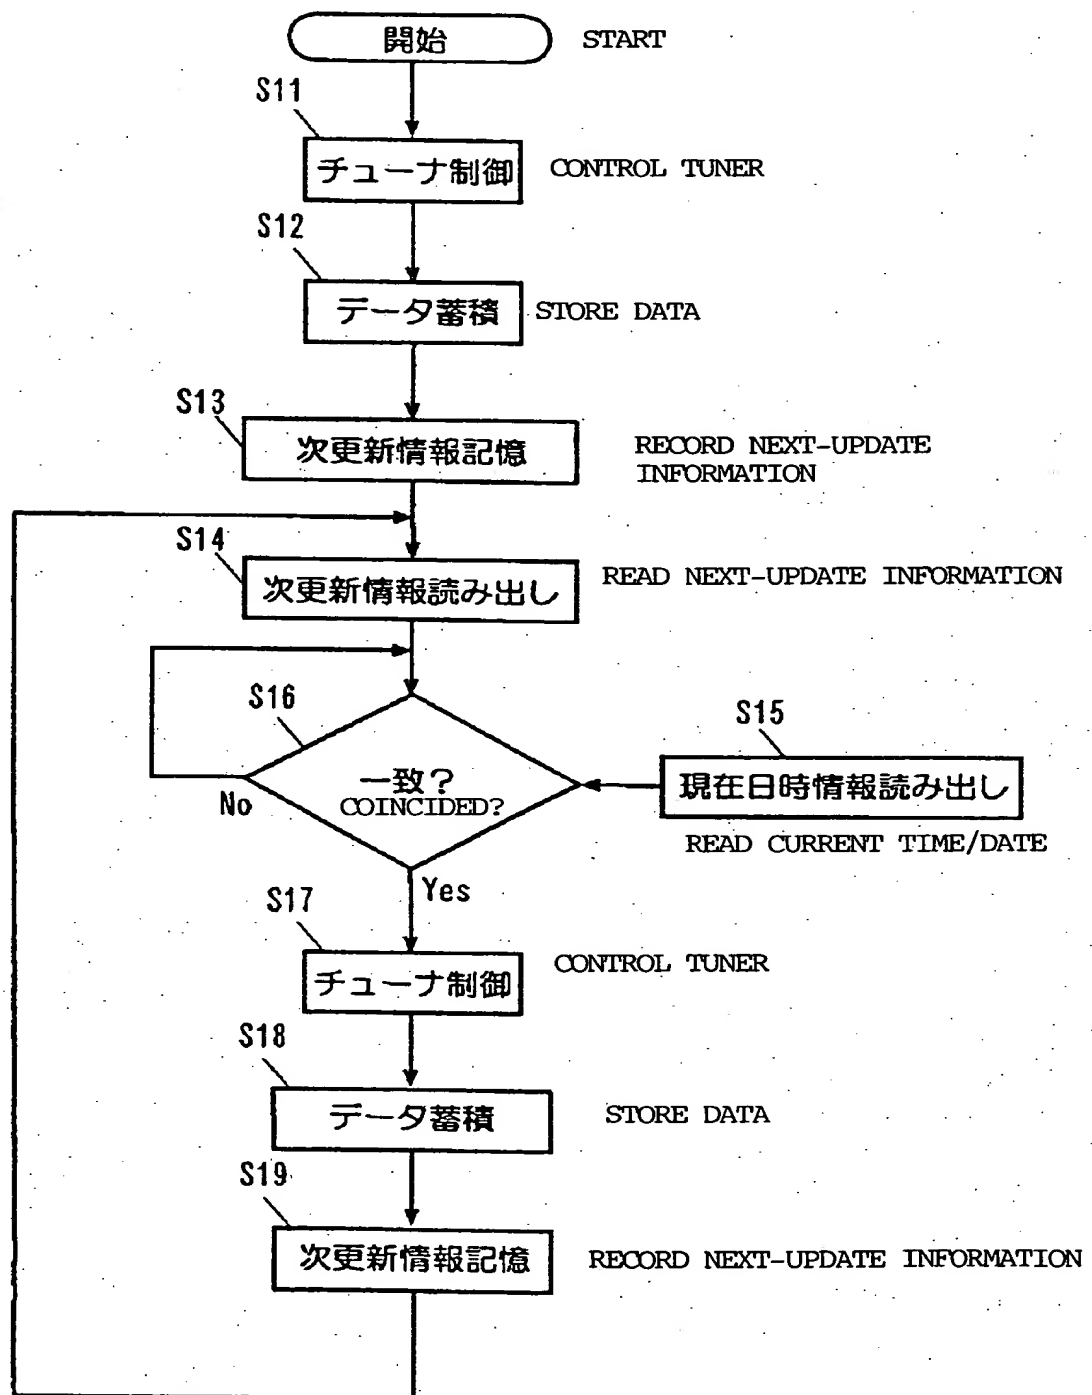 開始 START
S11
チューナ制御 CONTROL TUNER
S12
データ蓄積 STORE DATA
S13
次更新情報記憶 RECORD NEXT-UPDATE
INFORMATION
S14
次更新情報読み出し READ NEXT-UPDATE INFORMATION
S16
S15
一致?
COINCIDED?
現在日時情報読み出し
No
READ CURRENT TIME/DATE
Yes
S17
チューナ制御 CONTROL TUNER
S18
データ蓄積 STORE DATA
S19
次更新情報記憶 RECORD NEXT-UPDATE INFORMATION